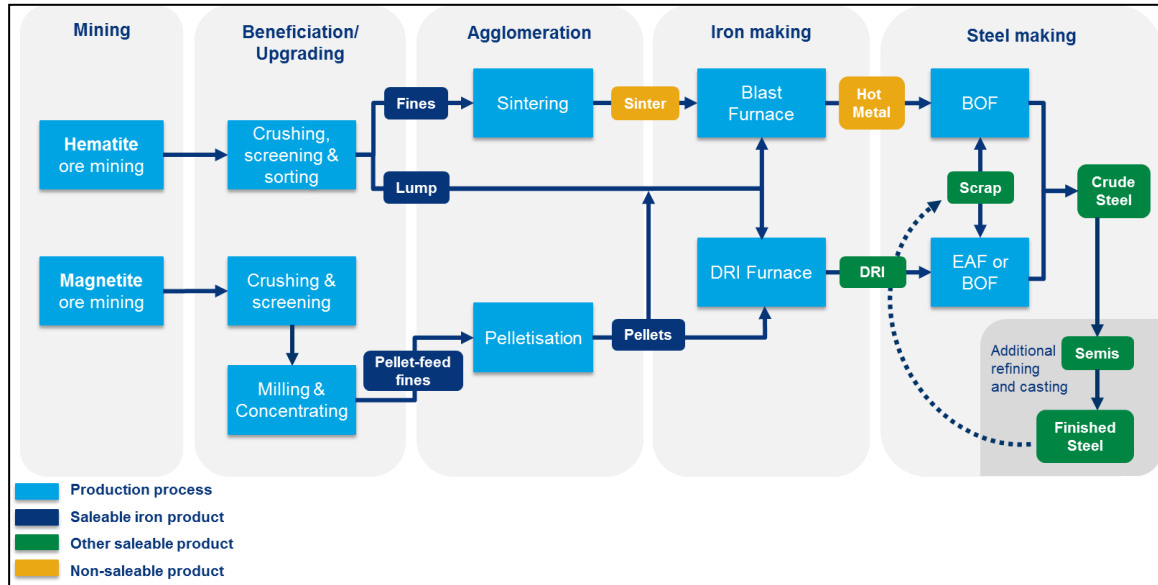 Mining
Beneficiation/
Upgrading
Agglomeration
Iron making
Steel making
Hematite
ore mining
Crushing,
screening &
sorting
Fines
Lump
Sintering
Sinter
Blast
Furnace
Hot
Metal
BOF
Scrap
Crude
Steel
Magnetite
ore mining
Crushing &
screening
Milling &
Concentrating
Pellet-feed
fines
Pelletisation
Pellets
DRI Furnace
DRI
EAF or
BOF
Additional
refining
and casting
Semis
Finished
Steel
Production process
Saleable iron product
Other saleable product
Non-saleable product